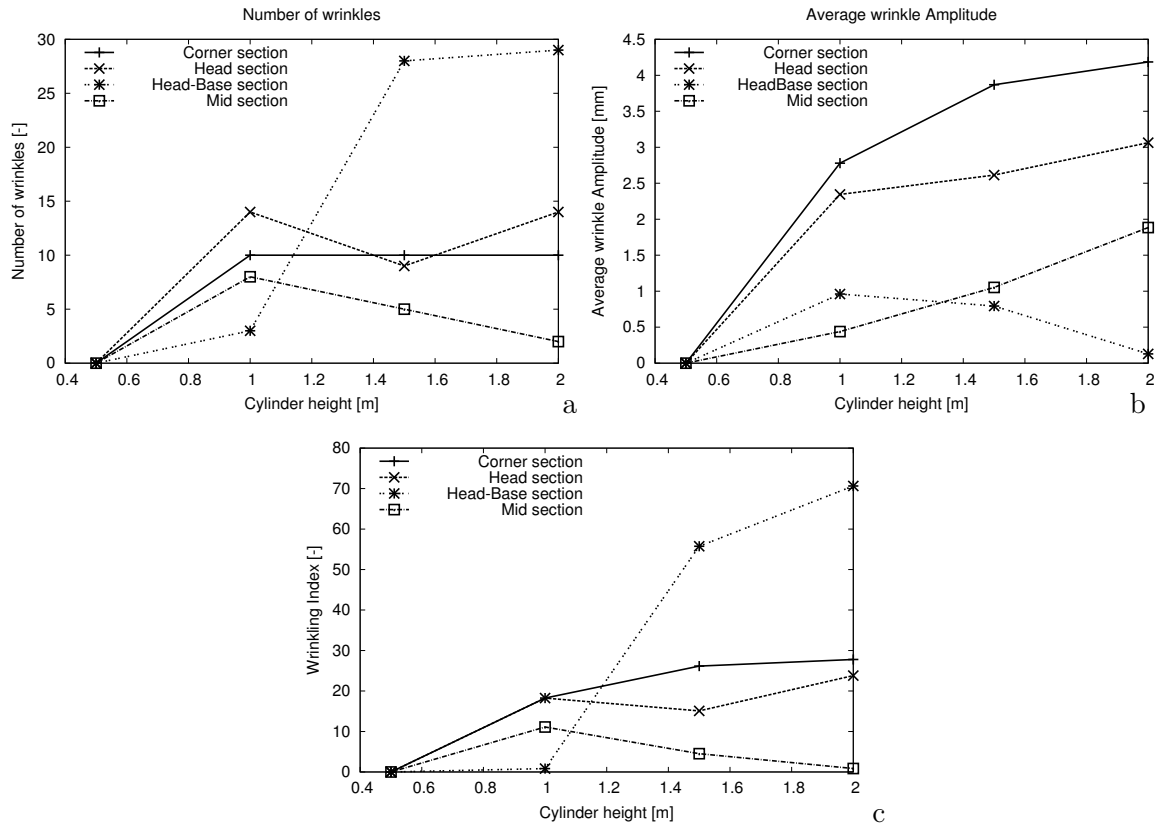 Number of wrinkles
Number of wrinkles [-]
30
25
20
15
10
5
0
Corner section
Head section
Head-Base section
Mid section
0.4 0.6 0.8 1 1.2 1.4 1.6 1.8 2
Cylinder height [m]
a
Average wrinkle Amplitude
Average wrinkle Amplitude [mm]
4.5
4
3.5
3
2.5
2
1.5
1
0.5
0
Corner section
Head section
HeadBase section
Mid section
0.4 0.6 0.8 1 1.2 1.4 1.6 1.8 2
Cylinder height [m]
b
Wrinkling Index [-]
80
70
60
50
40
30
20
10
0
Corner section
Head section
Head-Base section
Mid section
0.4 0.6 0.8 1 1.2 1.4 1.6 1.8 2
Cylinder height [m]
c